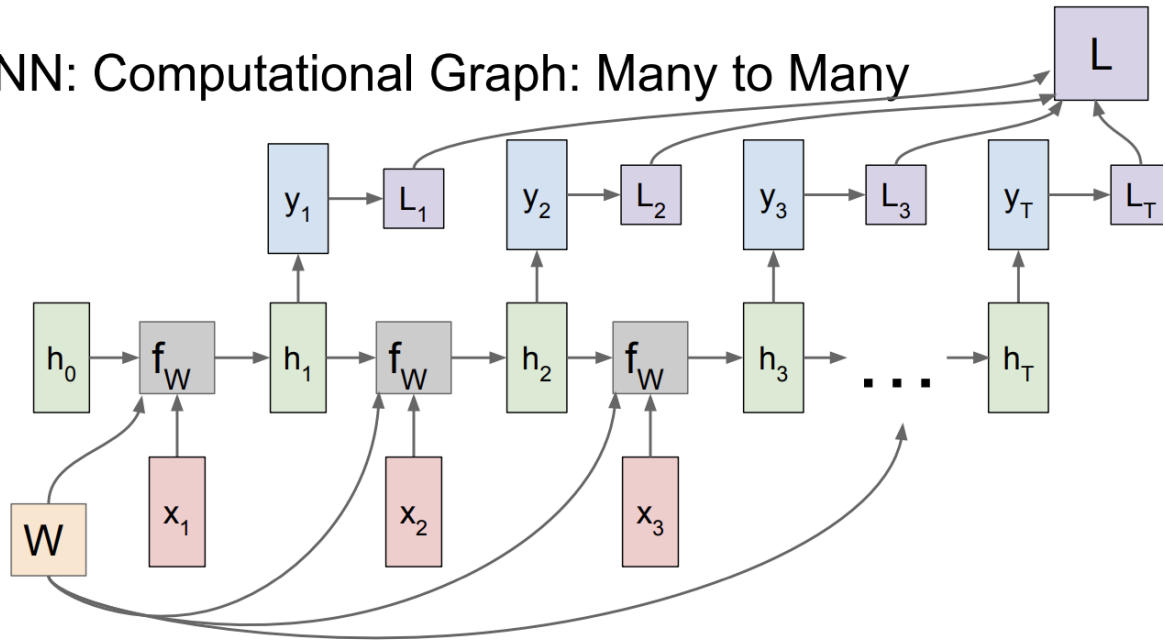 NN: Computational Graph: Many to Many
L
y1 L1 y2 L2 y3 L3 yT LT
h0 fW h1 fW h2 fW h3 ... hT
W x1 x2 x3